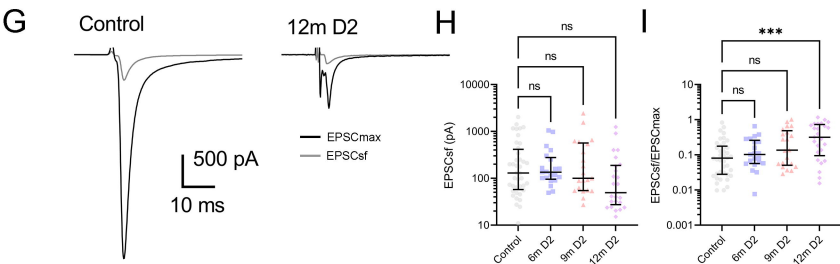 G
Control
12m D2
EPSCmax
EPSCsf
500 pA
10 ms
H
ns
ns
ns
EPSCsf (pA)
10000
1000
100
10
Control
6m D2
9m D2
12m D2
I
***
ns
ns
EPSCsf/EPSCmax
10
1
0.1
0.01
0.001
Control
6m D2
9m D2
12m D2